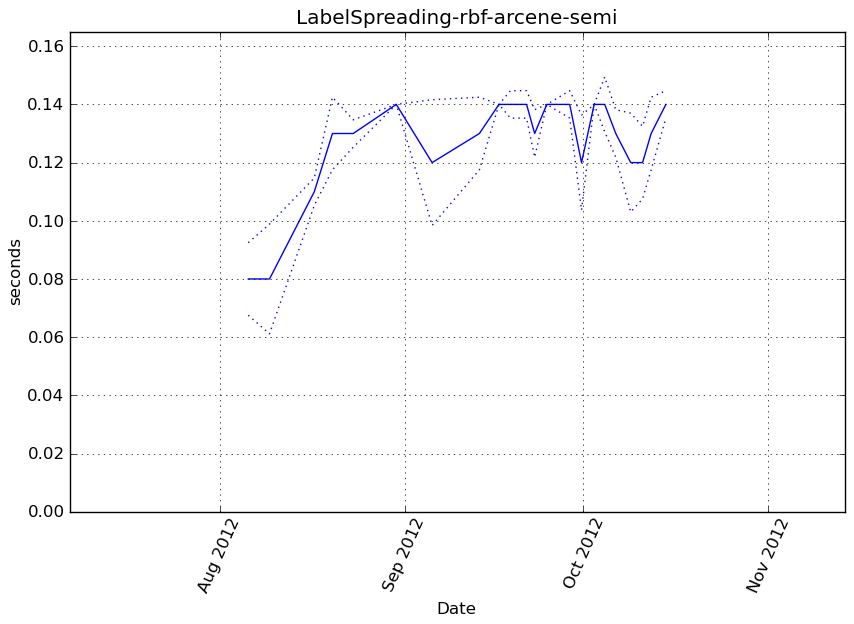 LabelSpreading-rbf-arcene-semi
0.16
0.14
0.12
0.10
0.08
0.06
0.04
0.02
0.00
seconds
Aug 2012
Sep 2012
Oct 2012
Nov 2012
Date